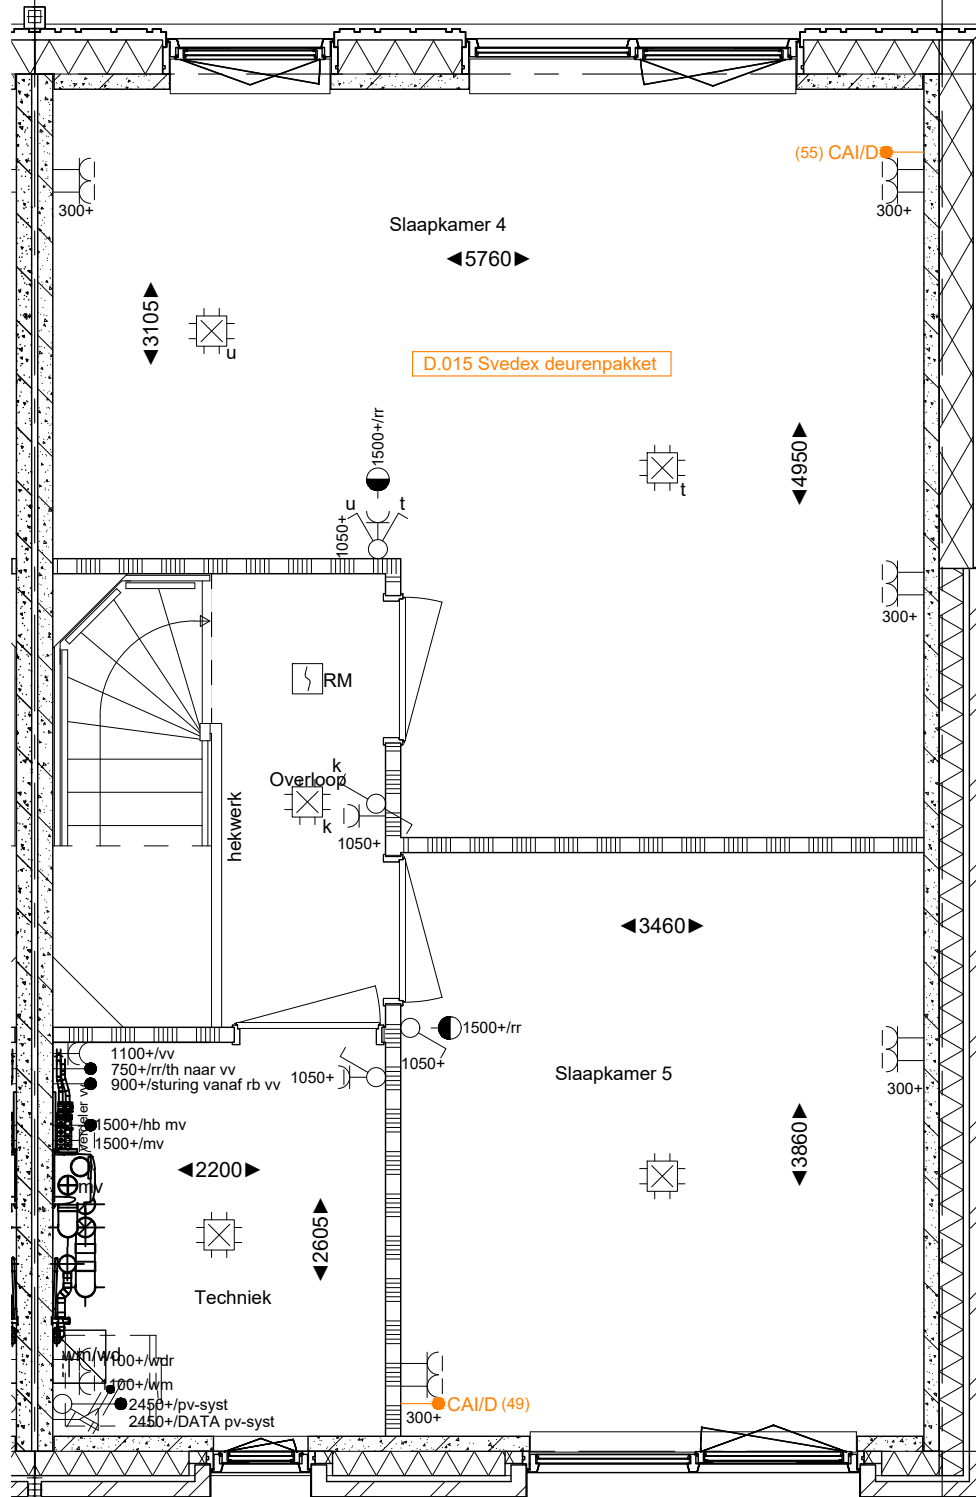 (55) CAI/D
300+
300+
Slaapkamer 4
5760
3105
u
D.015 Svedex deurenpakket
1500+/rr
4950
t
u
t
1050+
300+
RM
k
Overloop
hekwerk
k
1050+
3460
1500+/rr
1050+
1100+/vv
750+/rr/th naar vv
900+/sturing vanaf rb vv
1050+
Slaapkamer 5
300+
verdeler vv
1500+/hb mv
1500+/mv
3860
2200
mv
2605
Techniek
wm/wd
100+/wdr
100+/wm
2450+/pv-syst
2450+/DATA pv-syst
CAI/D (49)
300+